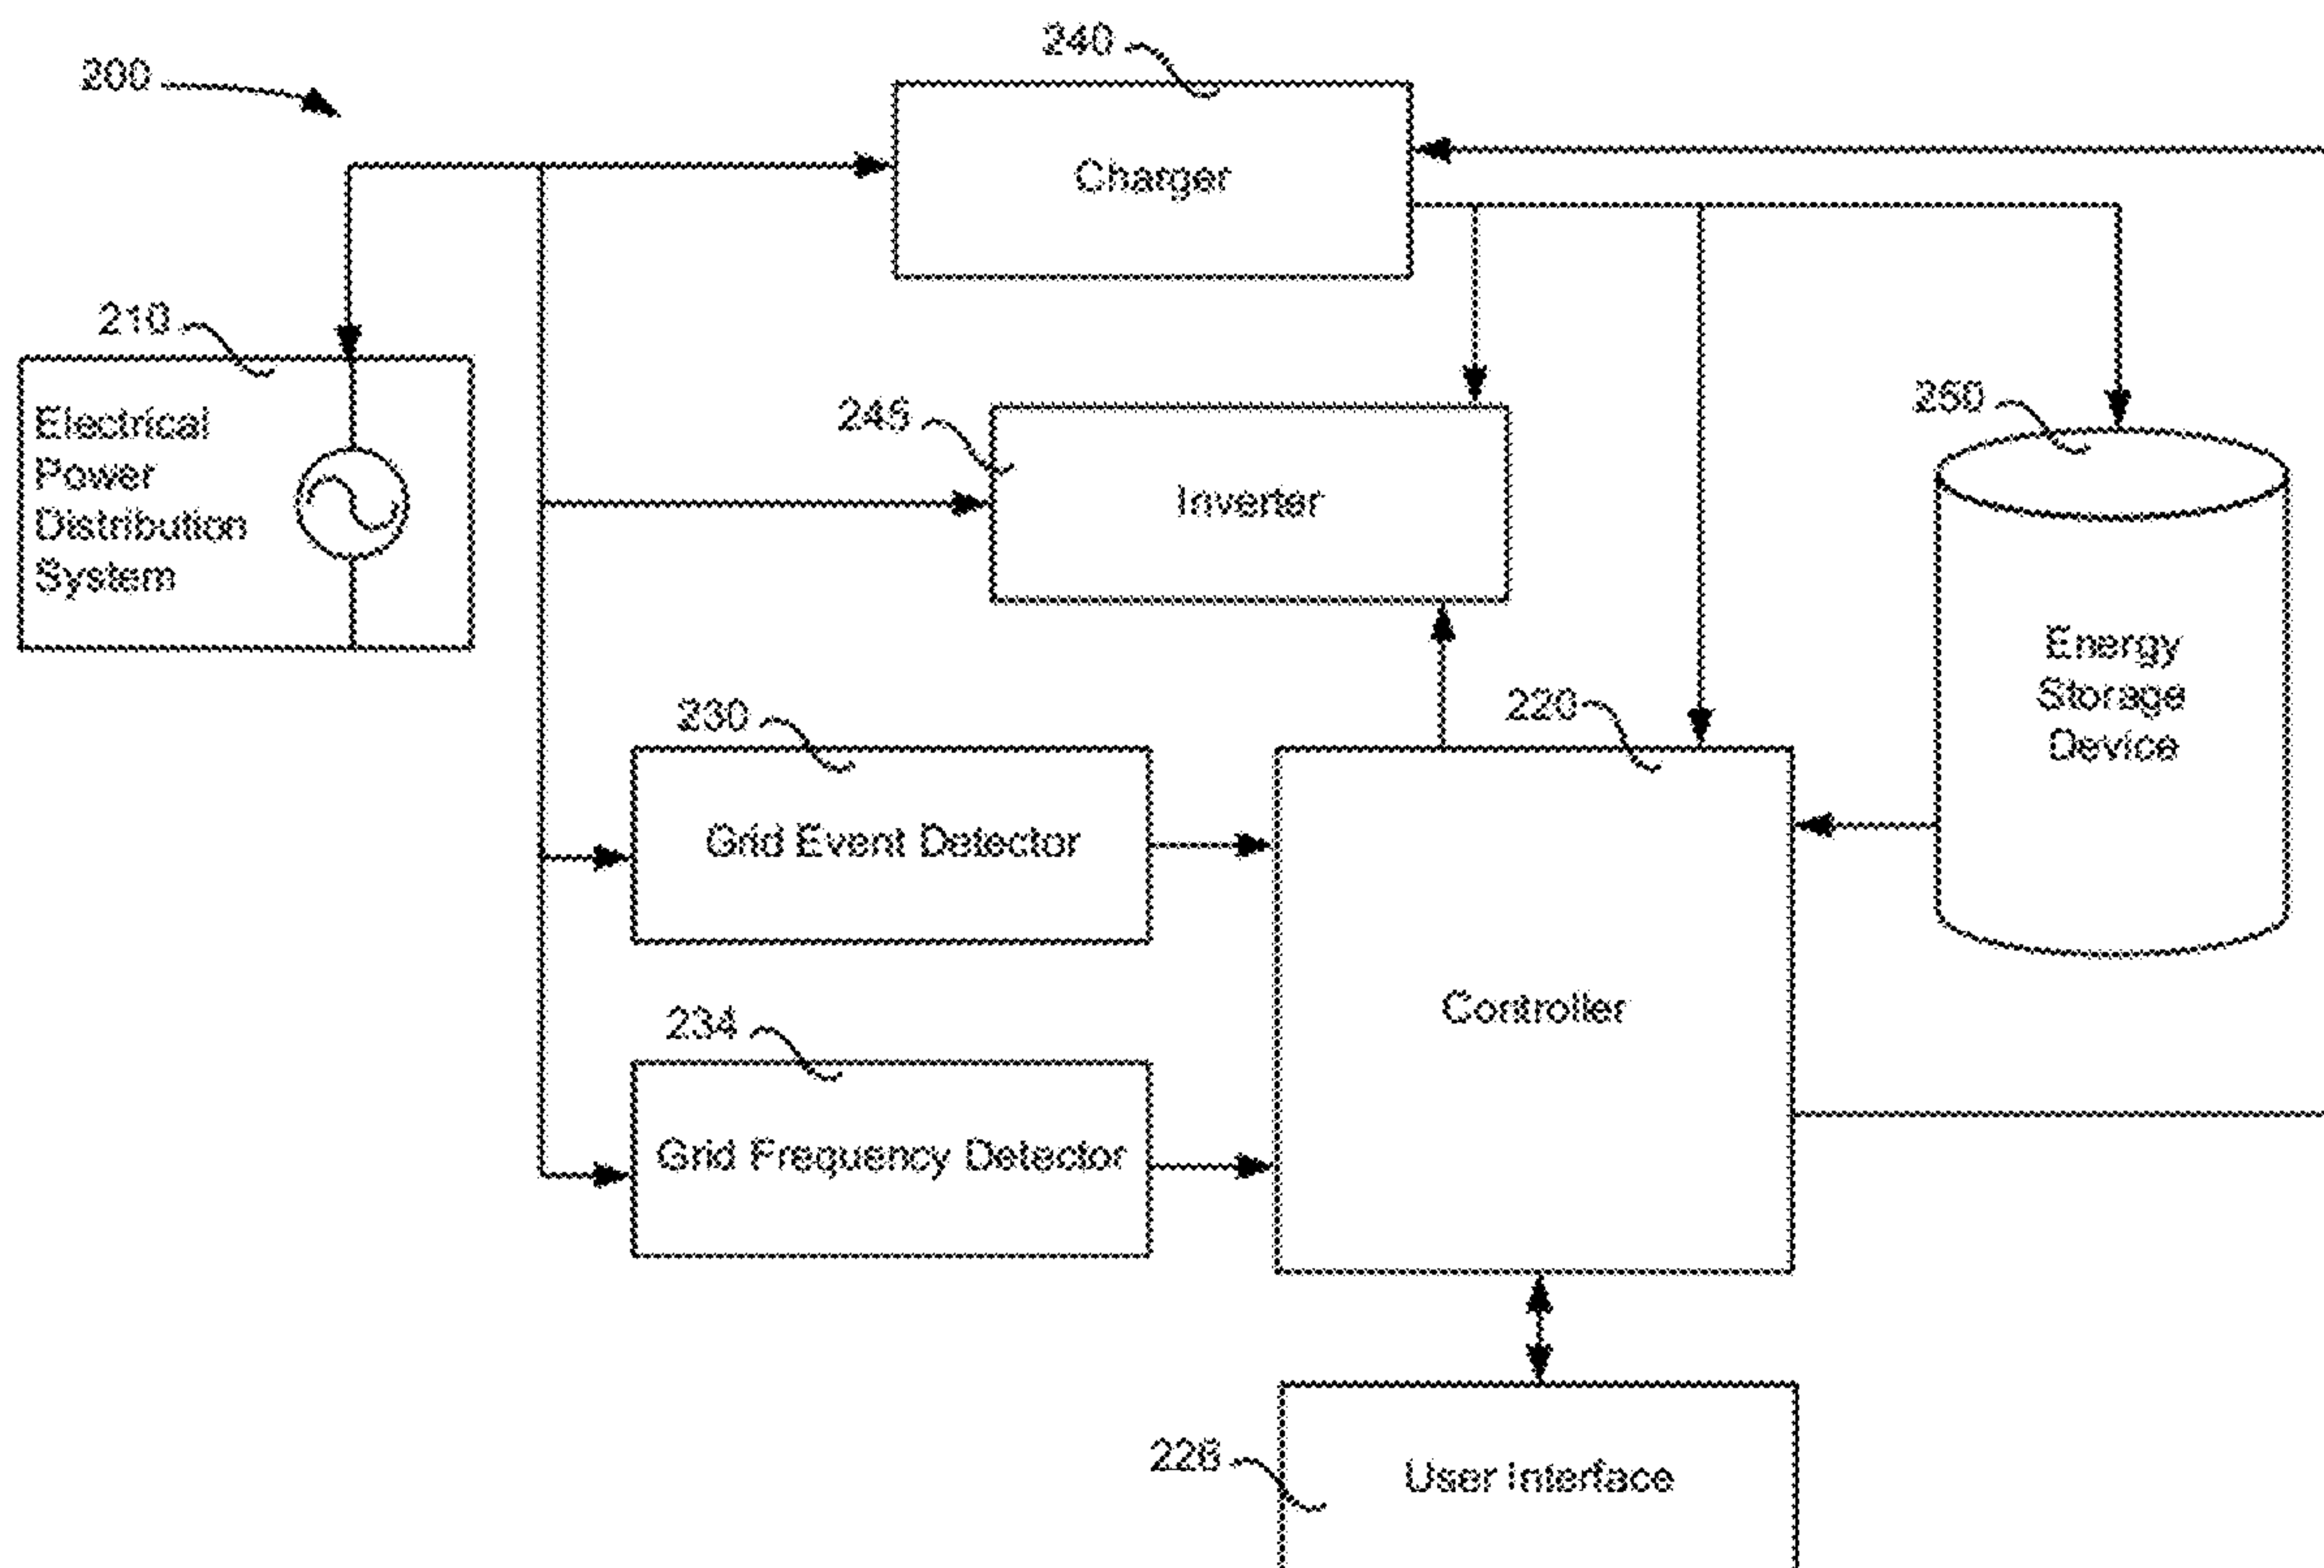 200
240
Charger
210
Electrical
Power
Distribution
System
245
Inverter
250
Energy
Storage
Device
230
Grid Event Detector
220
Controller
234
Grid Frequency Detector
User Interface